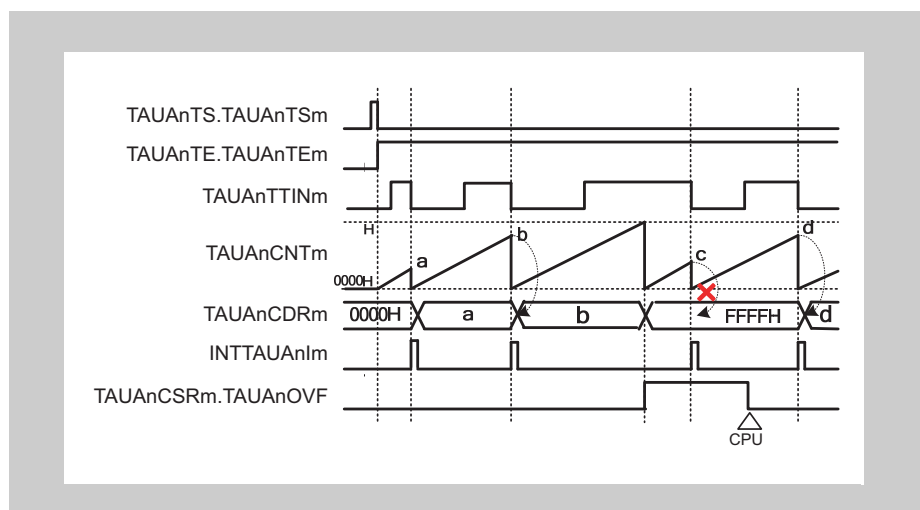 TAUAnTS.TAUAnTSm
TAUAnTE.TAUAnTEm
TAUAnTTINm
H
TAUAnCNTm
a
b
c
d
0000H
TAUAnCDRm
0000H
a
b
FFFFH
d
INTTAUAnIm
TAUAnCSRm.TAUAnOVF
CPU